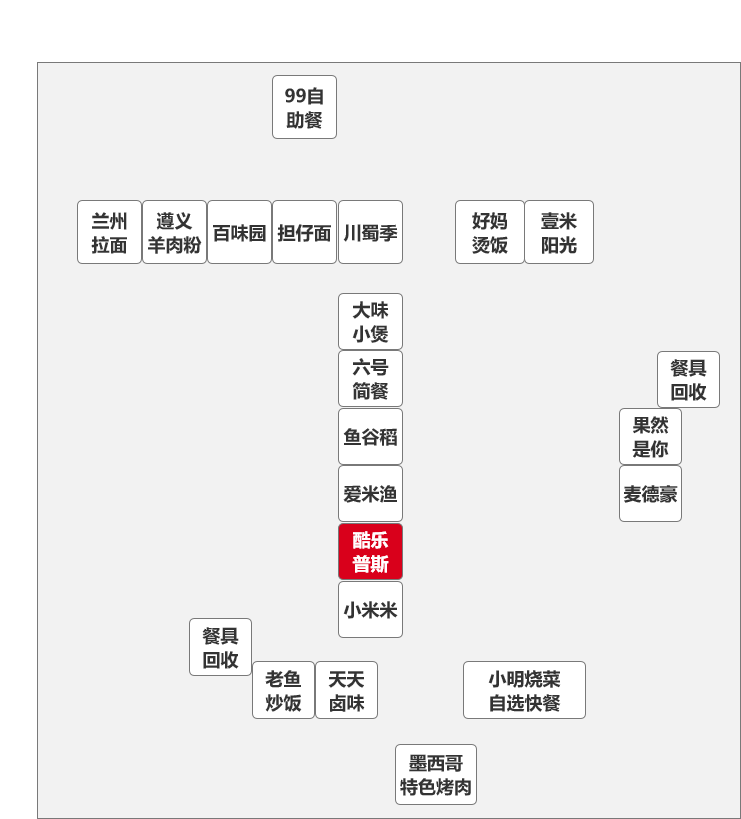 99自
助餐
兰州
拉面
遵义
羊肉粉
百味园
担仔面
川蜀季
好妈
烫饭
壹米
阳光
大味
小煲
六号
简餐
餐具
回收
鱼谷稻
果然
是你
爱米渔
麦德豪
酷乐
普斯
小米米
餐具
回收
老鱼
炒饭
天天
卤味
小明烧菜
自选快餐
墨西哥
特色烤肉